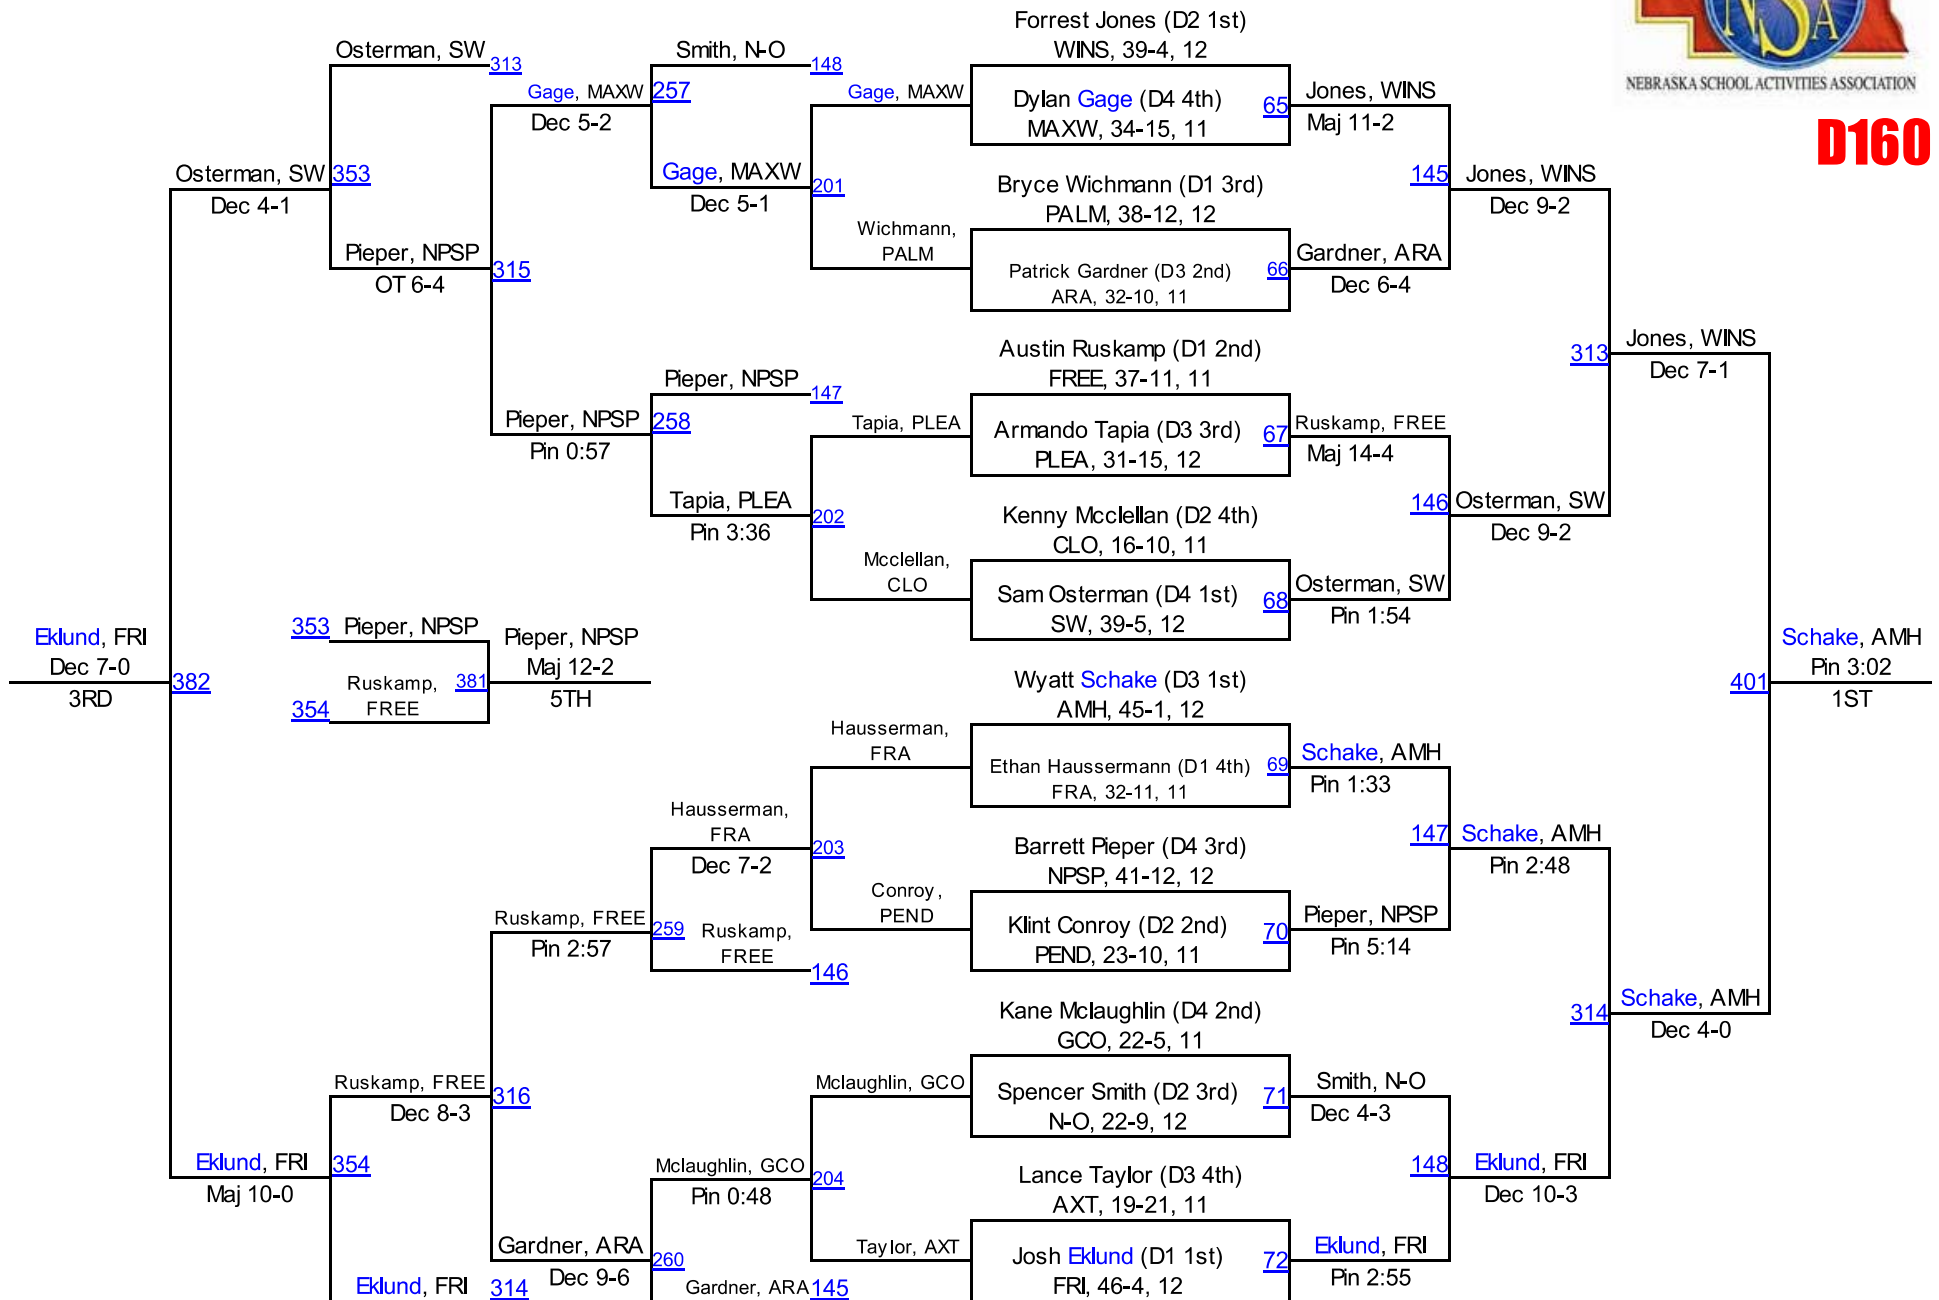 NSA
NEBRASKA SCHOOL ACTIVITIES ASSOCIATION
D160
Forrest Jones (D2 1st)
WINS, 39-4, 12
Dylan Gage (D4 4th)
MAXW, 34-15, 11
65
Bryce Wichmann (D1 3rd)
PALM, 38-12, 12
Patrick Gardner (D3 2nd)
ARA, 32-10, 11
66
Austin Ruskamp (D1 2nd)
FREE, 37-11, 11
Armando Tapia (D3 3rd)
PLEA, 31-15, 12
67
Kenny Mcclellan (D2 4th)
CLO, 16-10, 11
Sam Osterman (D4 1st)
SW, 39-5, 12
68
Wyatt Schake (D3 1st)
AMH, 45-1, 12
Ethan Haussermann (D1 4th)
FRA, 32-11, 11
69
Barrett Pieper (D4 3rd)
NPSP, 41-12, 12
Klint Conroy (D2 2nd)
PEND, 23-10, 11
70
Kane Mclaughlin (D4 2nd)
GCO, 22-5, 11
Spencer Smith (D2 3rd)
N-O, 22-9, 12
71
Lance Taylor (D3 4th)
AXT, 19-21, 11
Josh Eklund (D1 1st)
FRI, 46-4, 12
72
Jones, WINS
Maj 11-2
145
Gardner, ARA
Dec 6-4
Ruskamp, FREE
Maj 14-4
146
Osterman, SW
Pin 1:54
Schake, AMH
Pin 1:33
147
Pieper, NPSP
Pin 5:14
Smith, N-O
Dec 4-3
148
Eklund, FRI
Pin 2:55
Jones, WINS
Dec 9-2
313
Osterman, SW
Dec 9-2
Schake, AMH
Pin 2:48
314
Eklund, FRI
Dec 10-3
Jones, WINS
Dec 7-1
401
Schake, AMH
Dec 4-0
Schake, AMH
Pin 3:02
1ST
Gage, MAXW
201
Wichmann,
PALM
Tapia, PLEA
202
Mcclellan,
CLO
Hausserman,
FRA
203
Conroy,
PEND
Mclaughlin, GCO
204
Taylor, AXT
Smith, N-O
148
257
Gage, MAXW
Dec 5-1
Pieper, NPSP
147
258
Tapia, PLEA
Pin 3:36
Hausserman,
FRA
Dec 7-2
259
Ruskamp,
FREE
146
Mclaughlin, GCO
Pin 0:48
260
Gardner, ARA
145
Gage, MAXW
Dec 5-2
315
Pieper, NPSP
Pin 0:57
Ruskamp, FREE
Pin 2:57
316
Gardner, ARA
Dec 9-6
Osterman, SW
313
353
Pieper, NPSP
OT 6-4
Ruskamp, FREE
Dec 8-3
354
Eklund, FRI
314
Osterman, SW
Dec 4-1
382
Eklund, FRI
Maj 10-0
Eklund, FRI
Dec 7-0
3RD
353
Pieper, NPSP
Ruskamp,
FREE
354
381
Pieper, NPSP
Maj 12-2
5TH